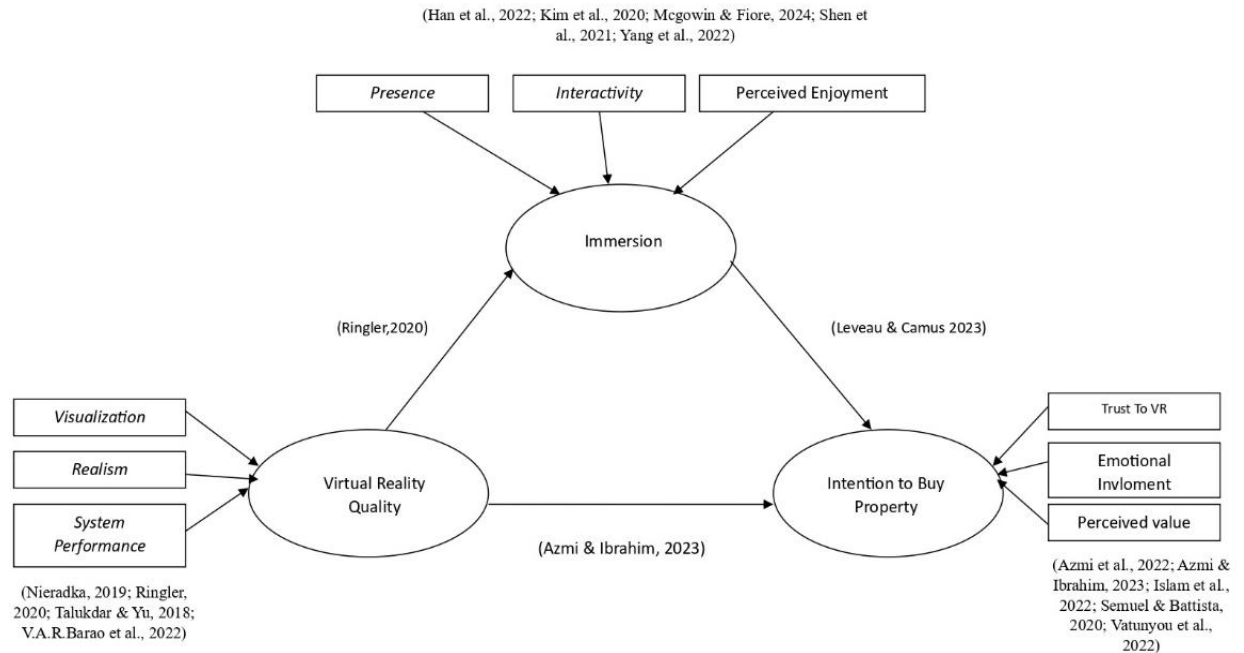 (Han et al., 2022; Kim et al., 2020; Mcgowin & Fiore, 2024; Shen et
al., 2021; Yang et al., 2022)
Presence
Interactivity
Perceived Enjoyment
Immersion
(Ringler,2020)
(Leveau & Camus 2023)
Visualization
Realism
System
Performance
(Nieradka, 2019; Ringler,
2020; Talukdar & Yu, 2018;
V.A.R.Barao et al., 2022)
Virtual Reality
Quality
(Azmi & Ibrahim, 2023)
Intention to Buy
Property
Trust To VR
Emotional
Invloment
Perceived value
(Azmi et al., 2022; Azmi &
Ibrahim, 2023; Islam et al.,
2022; Semuel & Battista,
2020; Vatunyou et al.,
2022)